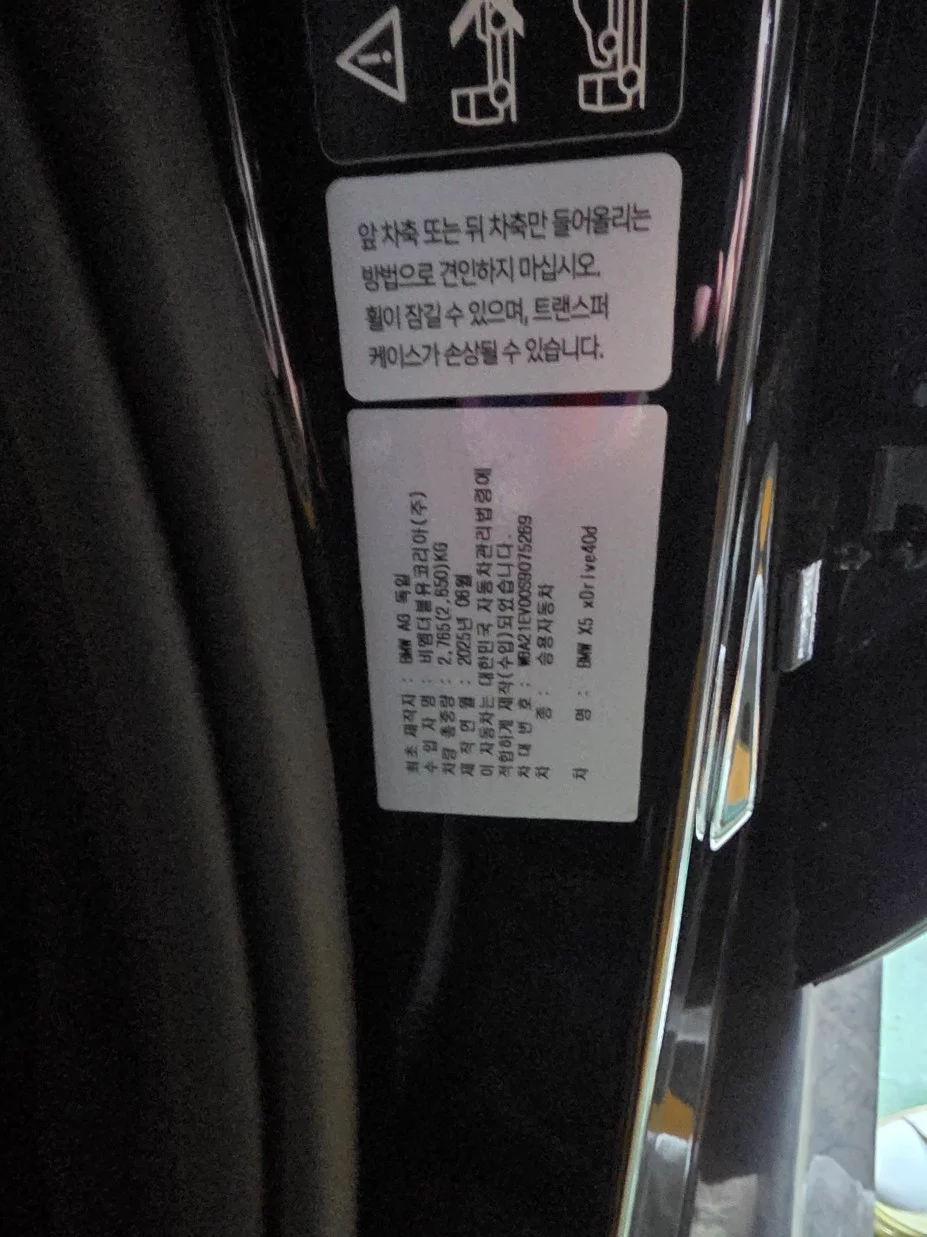 앞 차축 또는 뒤 차축만 들어올리는
방법으로 견인하지 마십시오.
휠이 잠길 수 있으며, 트랜스퍼
케이스가 손상될 수 있습니다.
최초 제작자 : BMW AG 독일
수 입 자 명 : 비엠더블유코리아(주)
차량 총중량 : 2,765(2,850)KG
제 작 연 월 : 2025년 06월
이 자동차는 대한민국 자동차관리법령에
적합하게 제작(수입)되었습니다.
차 대 번 호 : WBA21EV00S9075269
차 종 : 승용자동차
차 명 : BMW X5 xDrive40d